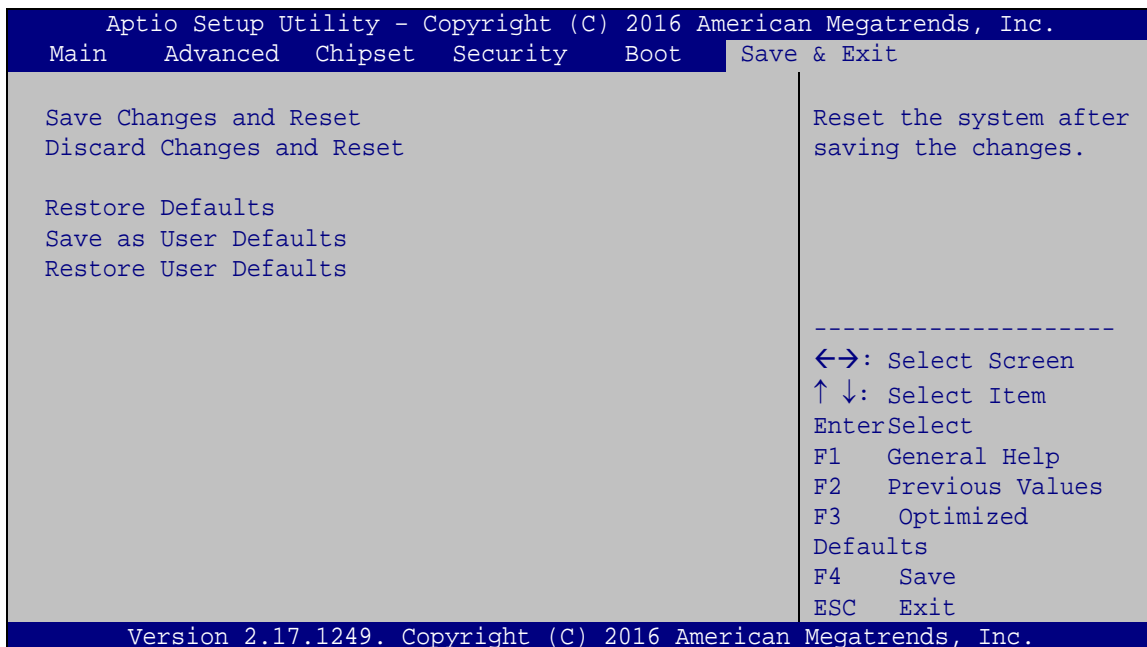 Aptio Setup Utility – Copyright (C) 2016 American Megatrends, Inc.
Main Advanced Chipset Security Boot Save & Exit
Save Changes and Reset
Discard Changes and Reset
Restore Defaults
Save as User Defaults
Restore User Defaults
Reset the system after
saving the changes.
---------------------
←→: Select Screen
↑ ↓: Select Item
EnterSelect
F1 General Help
F2 Previous Values
F3 Optimized
Defaults
F4 Save
ESC Exit
Version 2.17.1249. Copyright (C) 2016 American Megatrends, Inc.